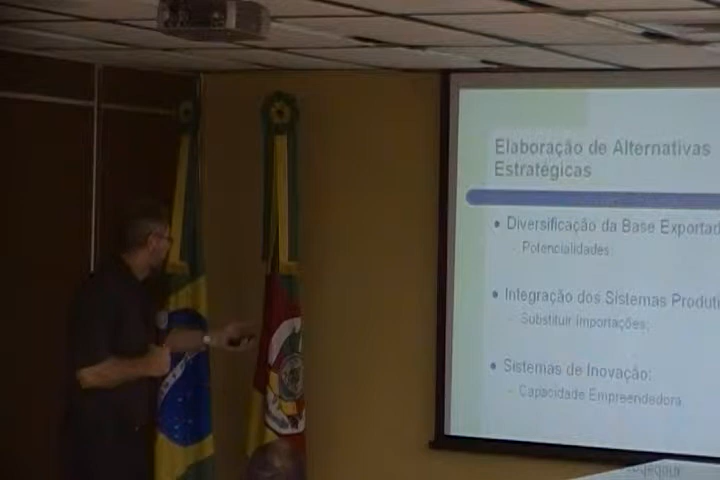 Elaboração de Alternativas
Estratégicas
• Diversificação da Base Exportad
- Potencialidades;
• Integração dos Sistemas Produti
- Substituir Importações;
• Sistemas de Inovação:
- Capacidade Empreendedora